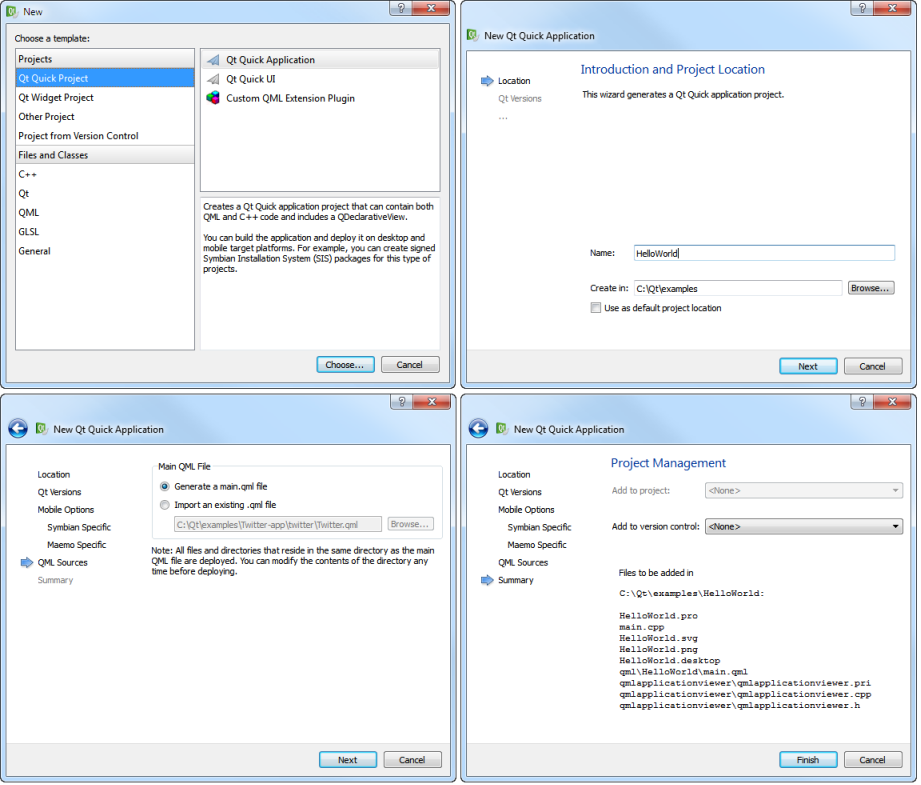 New
?
Choose a template:
Projects
Qt Quick Project
Qt Widget Project
Other Project
Project from Version Control
Files and Classes
C++
Qt
QML
GLSL
General
Qt Quick Application
Qt Quick UI
Custom QML Extension Plugin
Creates a Qt Quick application project that can contain both
QML and C++ code and includes a QDeclarativeView.
You can build the application and deploy it on desktop and
mobile target platforms. For example, you can create signed
Symbian Installation System (SIS) packages for this type of
projects.
Choose...
Cancel
?
New Qt Quick Application
Location
Qt Versions
...
Introduction and Project Location
This wizard generates a Qt Quick application project.
Name: HelloWorld
Create in: C:\Qt\examples Browse...
Use as default project location
Next
Cancel
?
New Qt Quick Application
Location
Qt Versions
Mobile Options
Symbian Specific
Maemo Specific
QML Sources
Summary
Main QML File
Generate a main.qml file
Import an existing .qml file
C:\Qt\examples\Twitter-app\twitter\Twitter.qml Browse...
Note: All files and directories that reside in the same directory as the main
QML file are deployed. You can modify the contents of the directory any
time before deploying.
Next
Cancel
?
New Qt Quick Application
Location
Qt Versions
Mobile Options
Symbian Specific
Maemo Specific
QML Sources
Summary
Project Management
Add to project: <None>
Add to version control: <None>
Files to be added in
C:\Qt\examples\HelloWorld:
HelloWorld.pro
main.cpp
HelloWorld.svg
HelloWorld.png
HelloWorld.desktop
qml\HelloWorld\main.qml
qmlapplicationviewer\qmlapplicationviewer.pri
qmlapplicationviewer\qmlapplicationviewer.cpp
qmlapplicationviewer\qmlapplicationviewer.h
Finish
Cancel